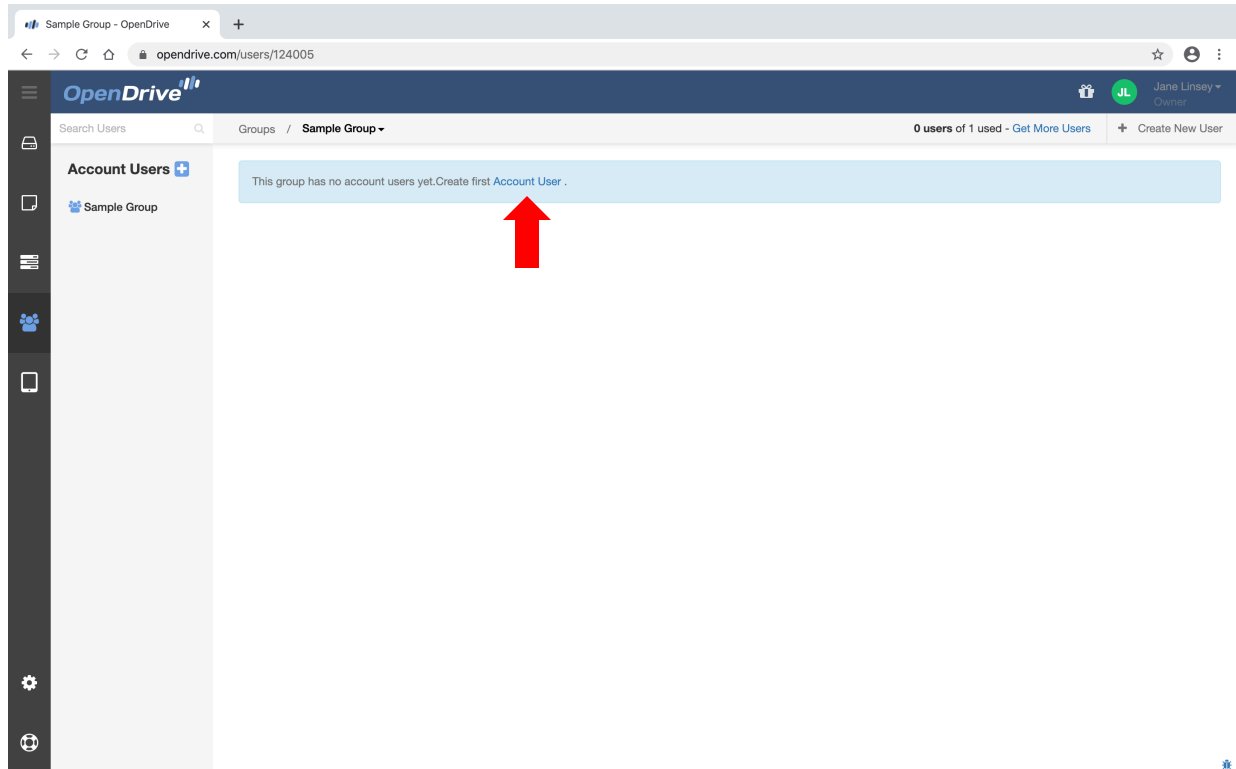 Sample Group - OpenDrive
opendrive.com/users/124005
OpenDrive
JL
Jane Linsey
Owner
Search Users
Groups / Sample Group
0 users of 1 used - Get More Users
+ Create New User
Account Users
This group has no account users yet.Create first Account User .
Sample Group